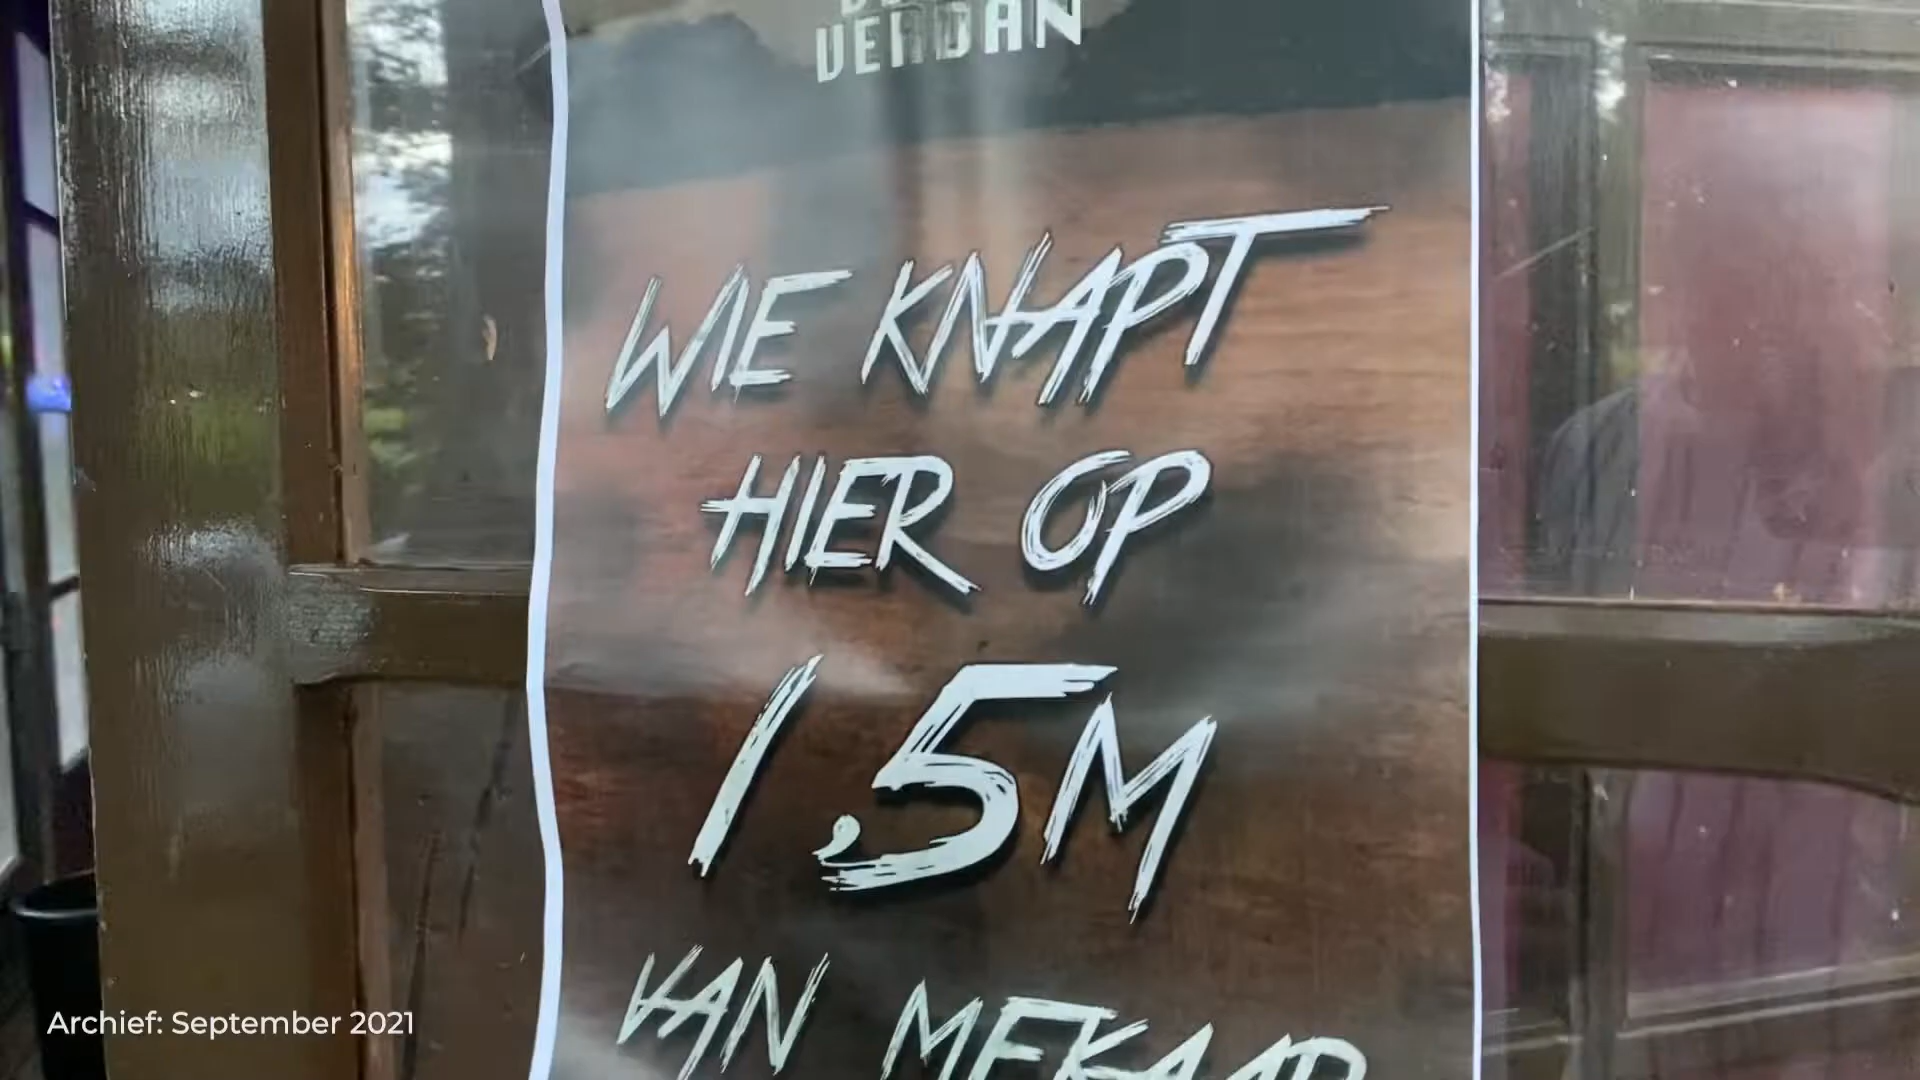 VERDAN
WIE KNAPT
HIER OP
1,5M
VAN MEKAAR
Archief: September 2021